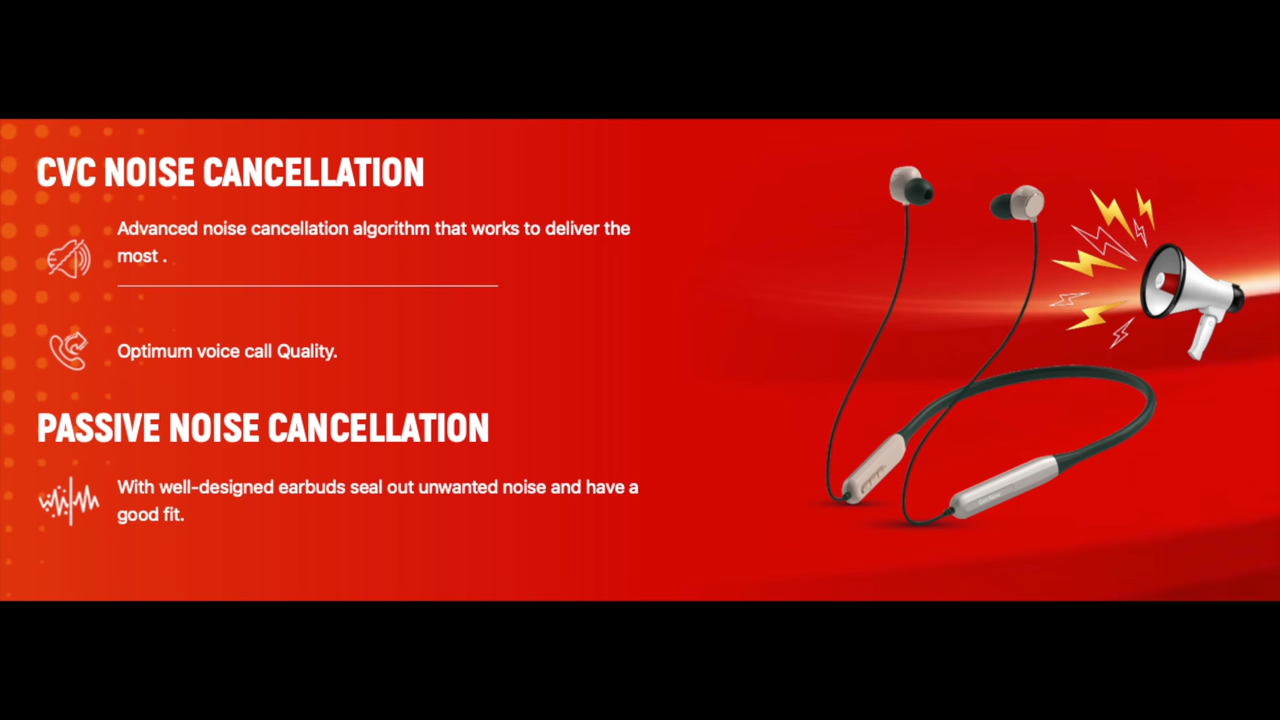 CVC NOISE CANCELLATION
Advanced noise cancellation algorithm that works to deliver the
most .
Optimum voice call Quality.
PASSIVE NOISE CANCELLATION
With well-designed earbuds seal out unwanted noise and have a
good fit.